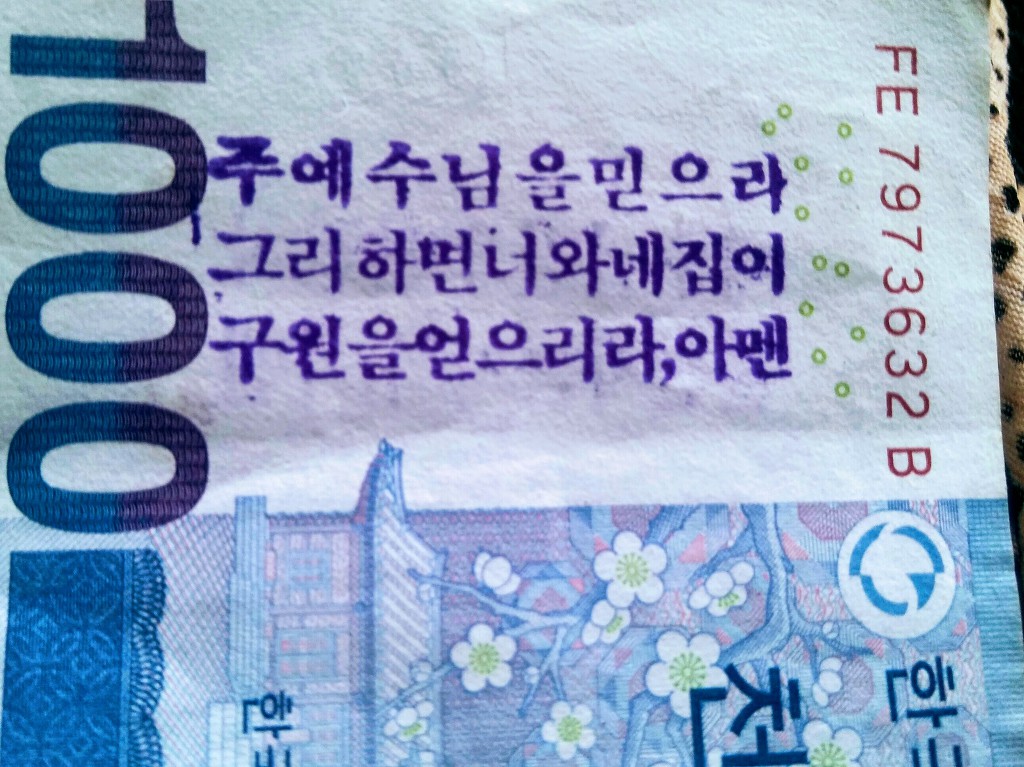 1000
주예수님을믿으라
그리하면너와네집이
구원을얻으리라,아멘
FE 7973632 B